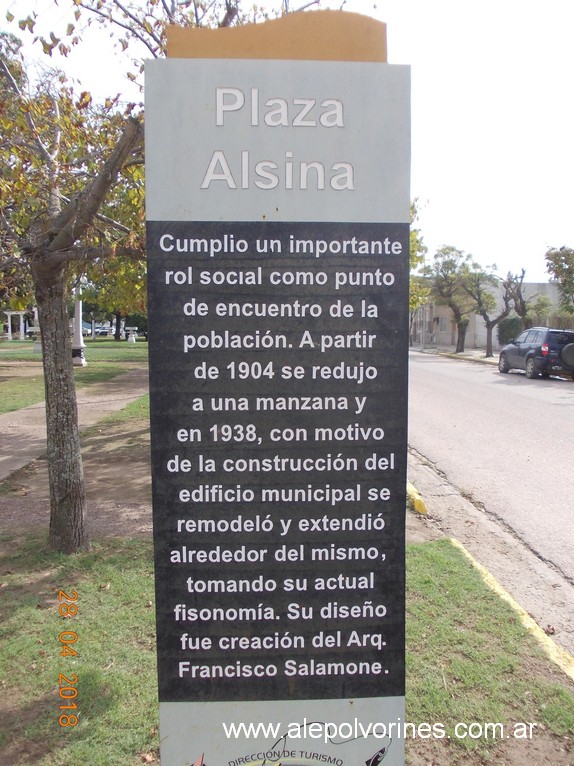 Plaza
Alsina
Cumplio un importante
rol social como punto
de encuentro de la
población. A partir
de 1904 se redujo
a una manzana y
en 1938, con motivo
de la construcción del
edificio municipal se
remodeló y extendió
alrededor del mismo,
tomando su actual
fisonomía. Su diseño
fue creación del Arq.
Francisco Salamone.
28 04 2018
www.alepolvorines.com.ar
DIRECCIÓN DE TURISMO